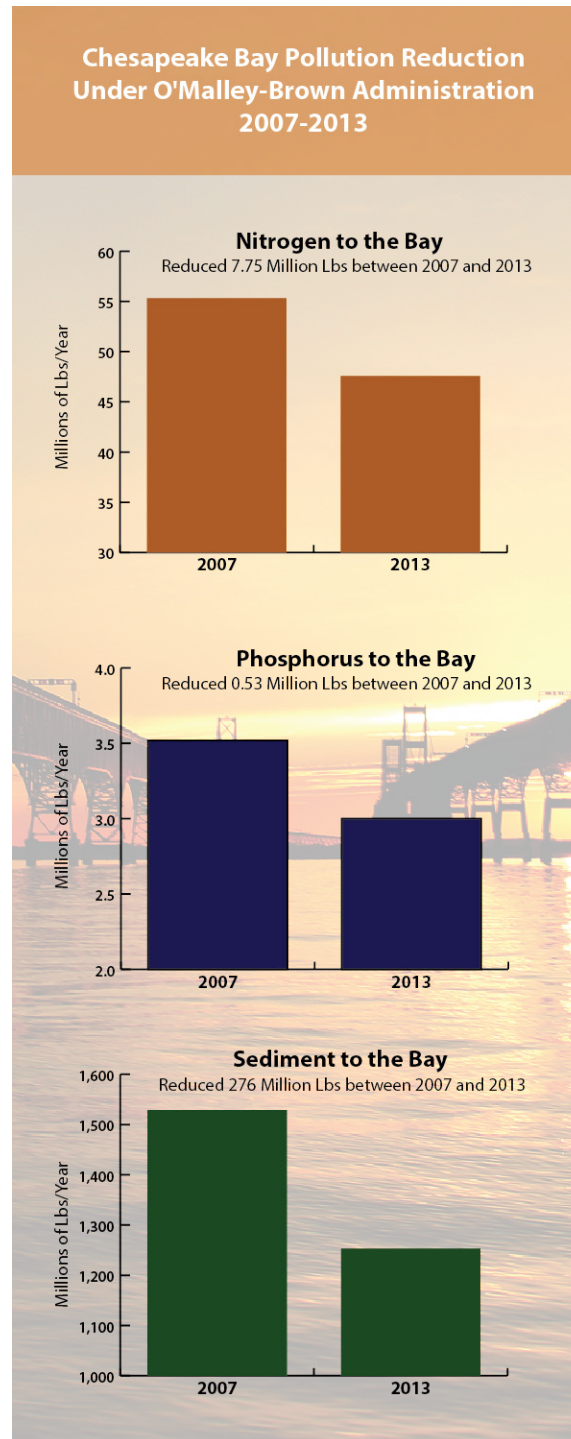 Chesapeake Bay Pollution Reduction
Under O'Malley-Brown Administration
2007-2013
Nitrogen to the Bay
Reduced 7.75 Million Lbs between 2007 and 2013
Millions of Lbs/Year
60
55
50
45
40
35
30
2007
2013
Phosphorus to the Bay
Reduced 0.53 Million Lbs between 2007 and 2013
Millions of Lbs/Year
4.0
3.5
3.0
2.5
2.0
2007
2013
Sediment to the Bay
Reduced 276 Million Lbs between 2007 and 2013
Millions of Lbs/Year
1,600
1,500
1,400
1,300
1,200
1,100
1,000
2007
2013